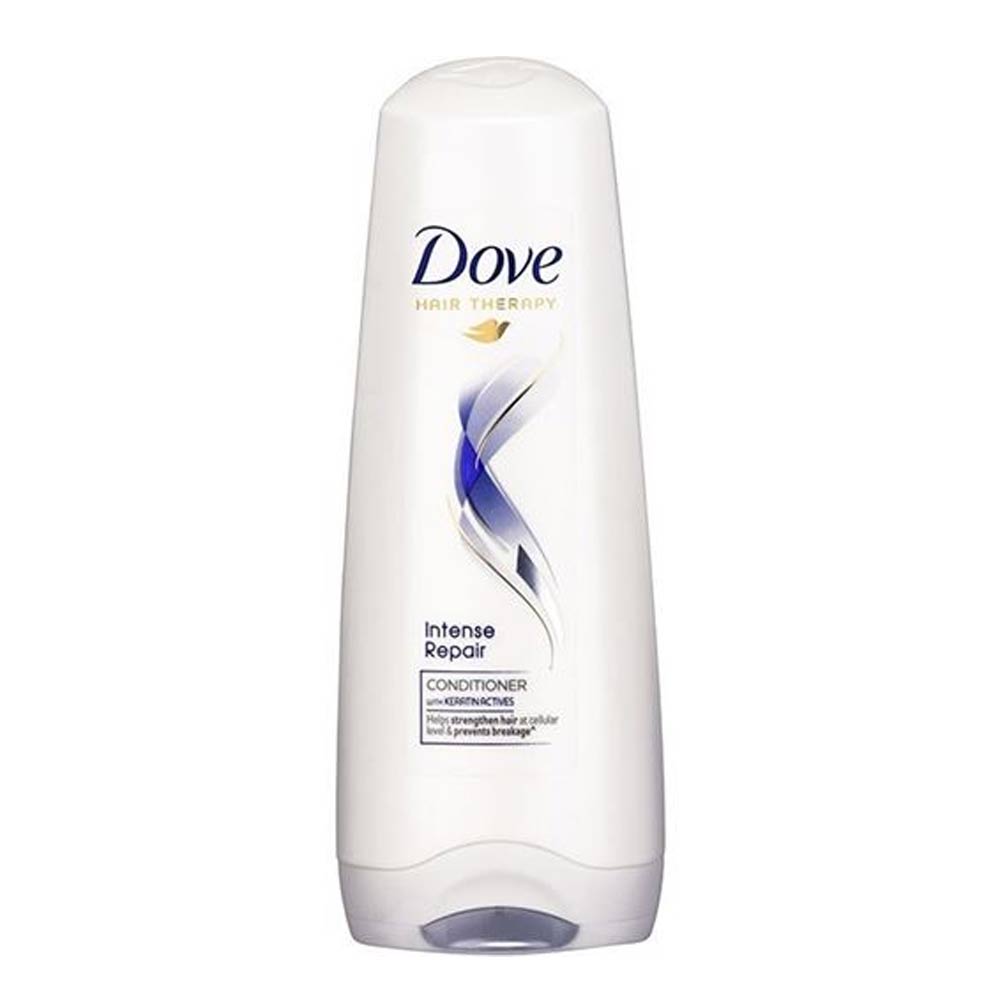 Dove
HAIR THERAPY
Intense
Repair
CONDITIONER
with KERATIN ACTIVES
Helps strengthen hair at cellular
level & prevents breakage^